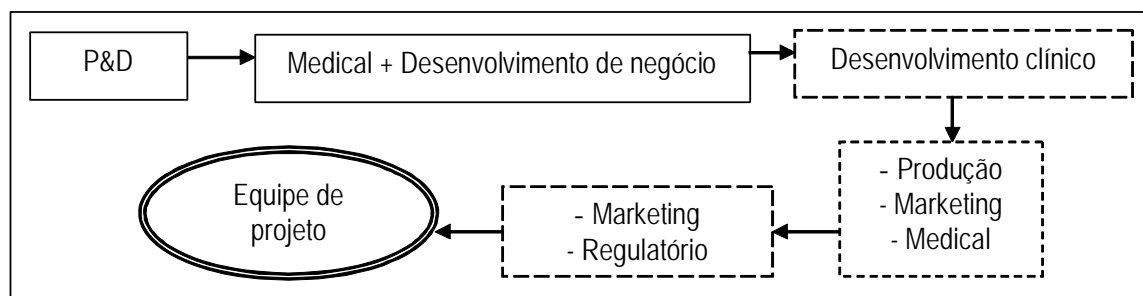 P&D
Medical + Desenvolvimento de negócio
Desenvolvimento clínico
- Produção
- Marketing
- Medical
- Marketing
- Regulatório
Equipe de
projeto